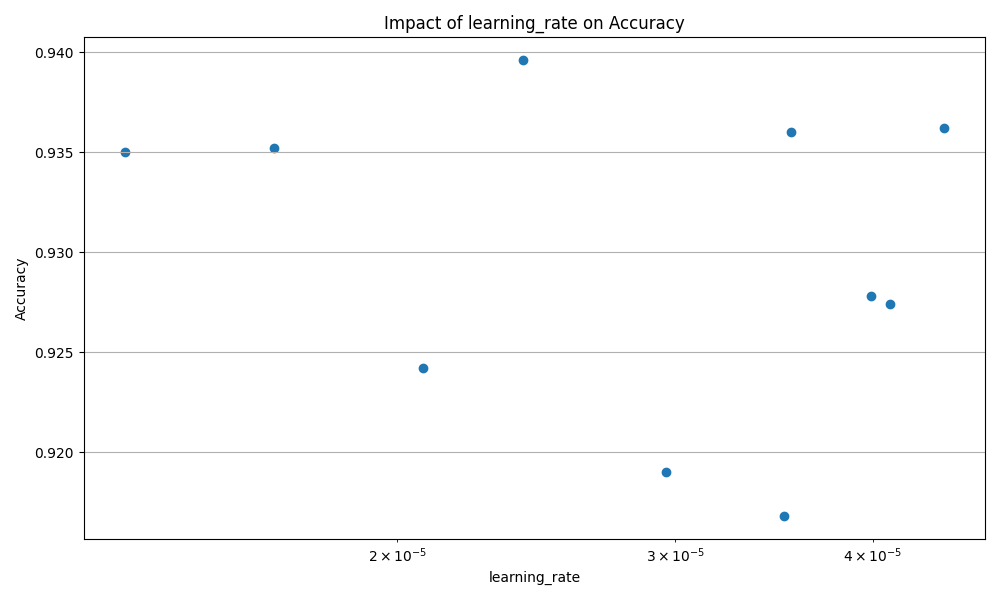 Impact of learning_rate on Accuracy
0.940
0.935
0.930
0.925
0.920
Accuracy
2 × 10⁻⁵
3 × 10⁻⁵
4 × 10⁻⁵
learning_rate